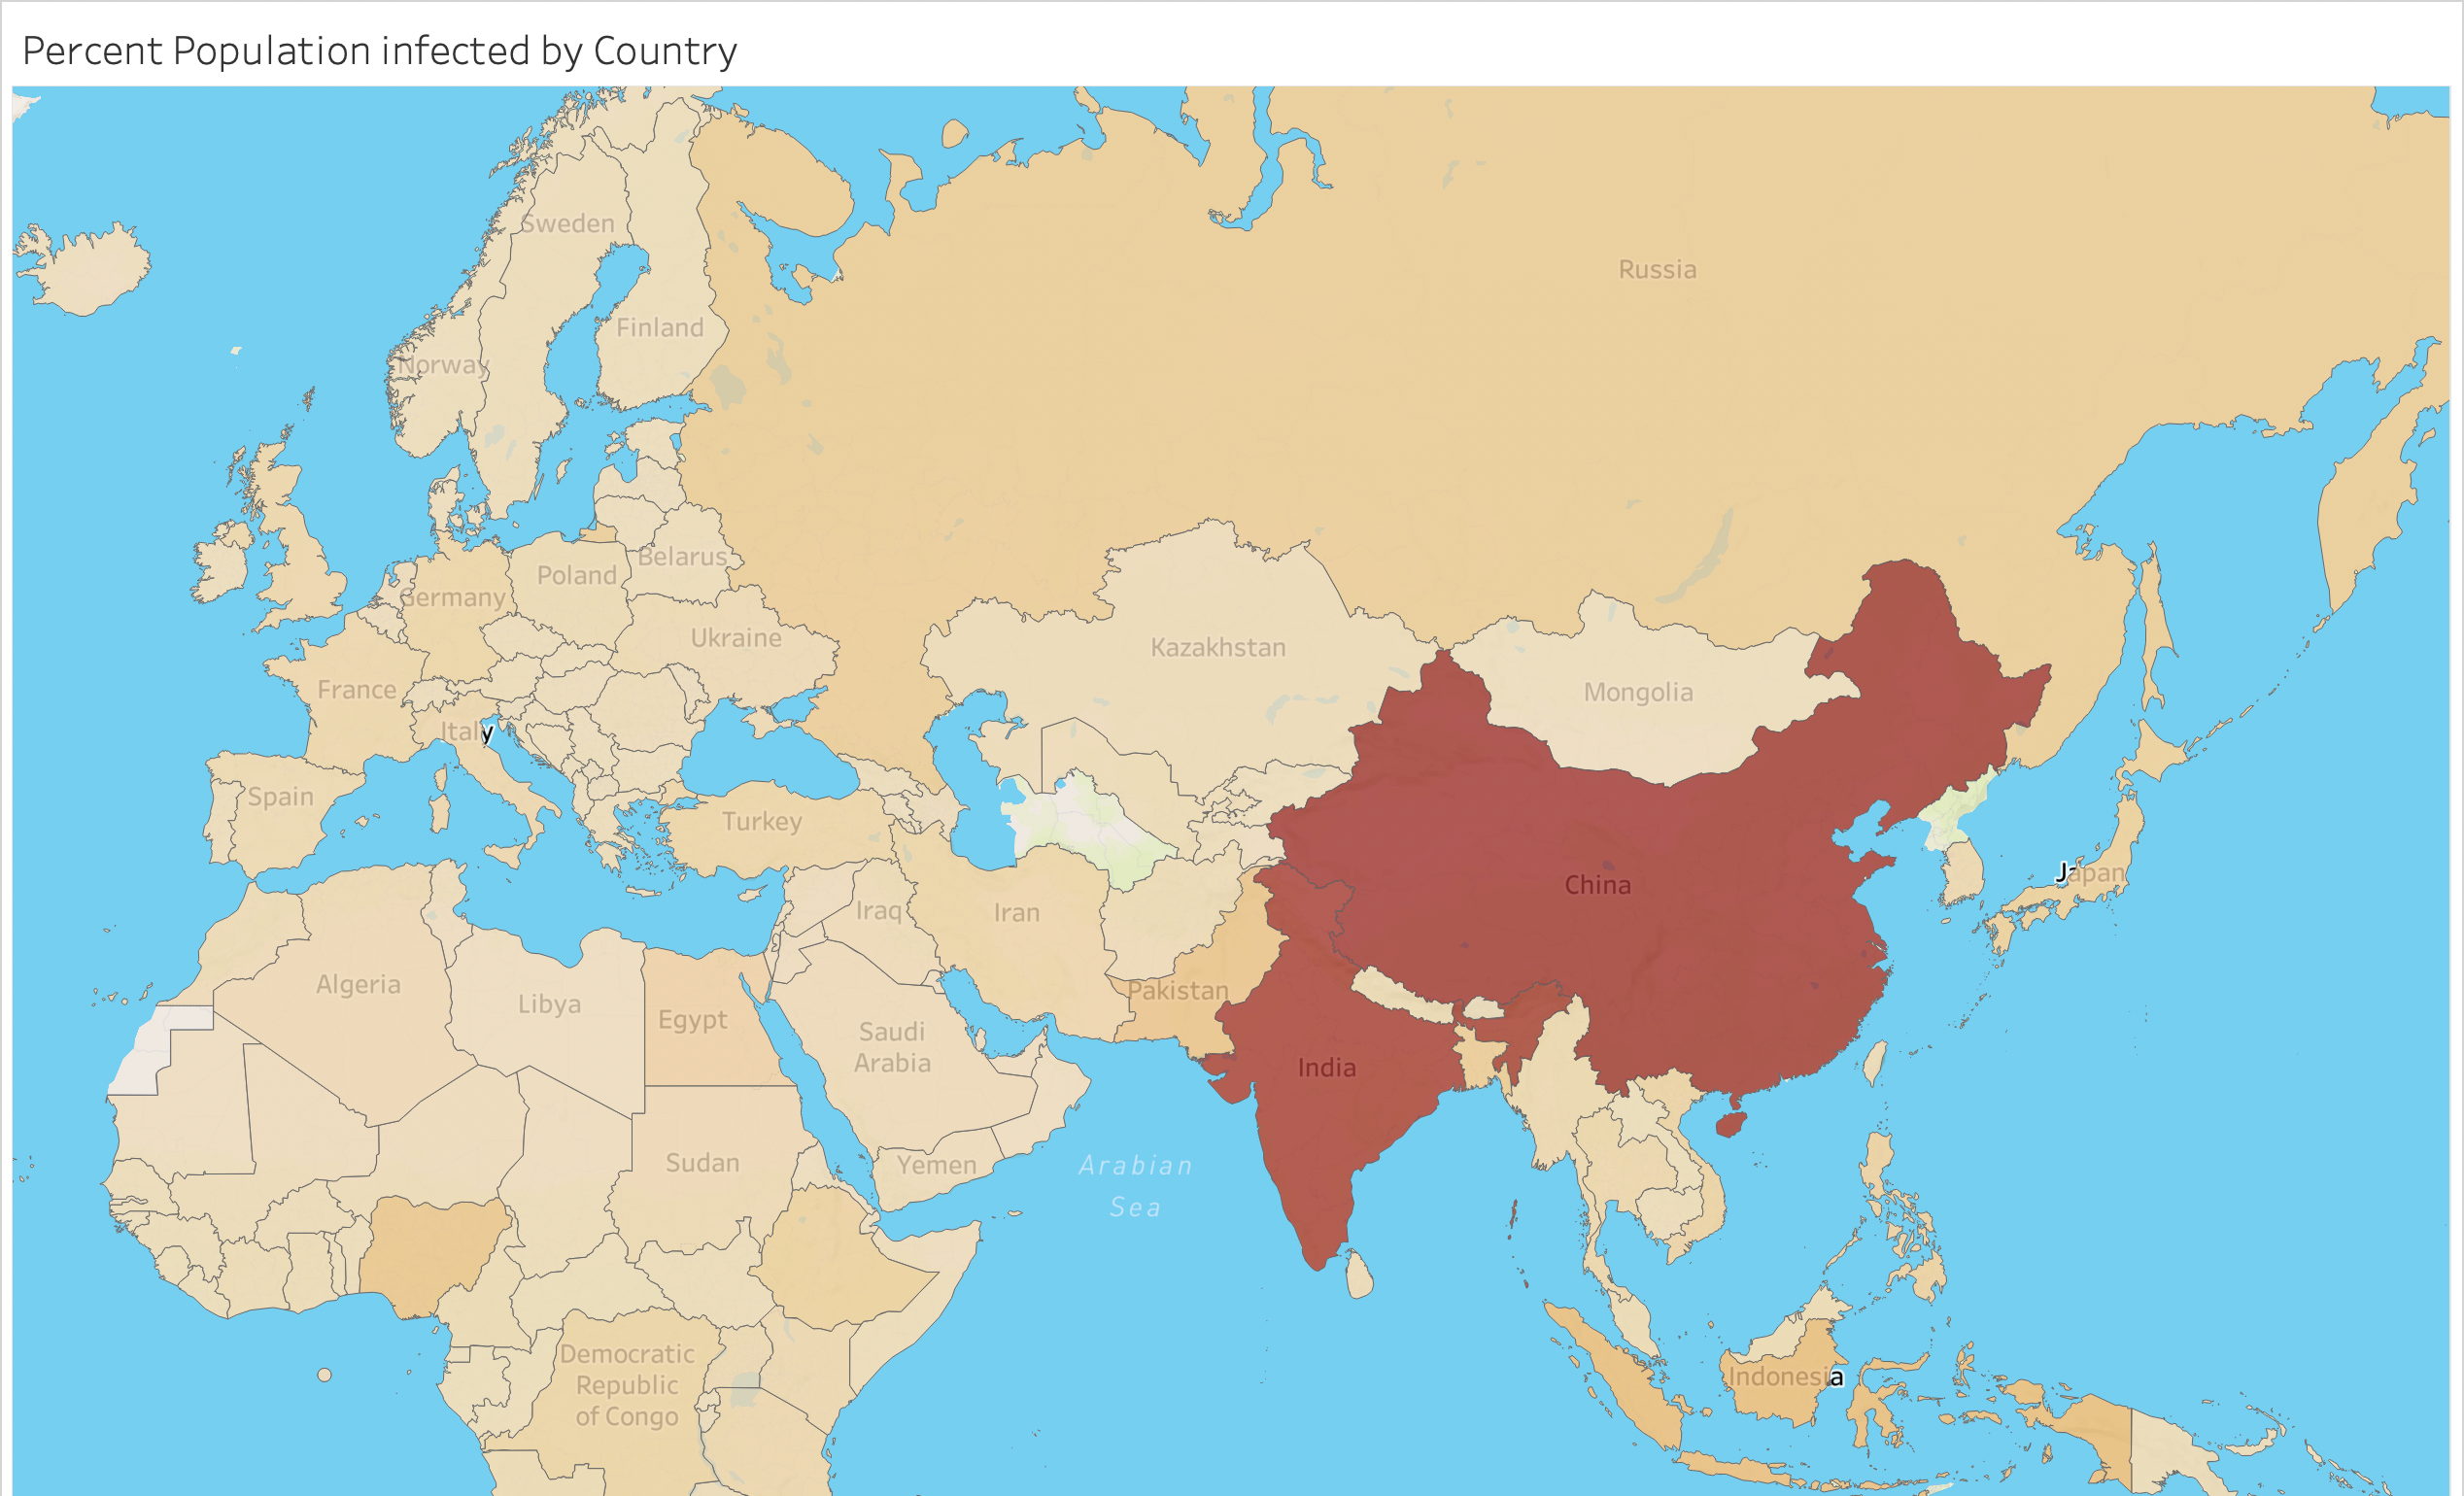 Percent Population infected by Country
Sweden
Russia
Finland
Norway
Belarus
Poland
Germany
Ukraine
Kazakhstan
France
Mongolia
Italy
Spain
Turkey
Japan
China
Iraq
Iran
Algeria
Pakistan
Libya
Egypt
Saudi
Arabia
India
Sudan
Yemen
Arabian
Sea
Democratic
Republic
of Congo
Indonesia